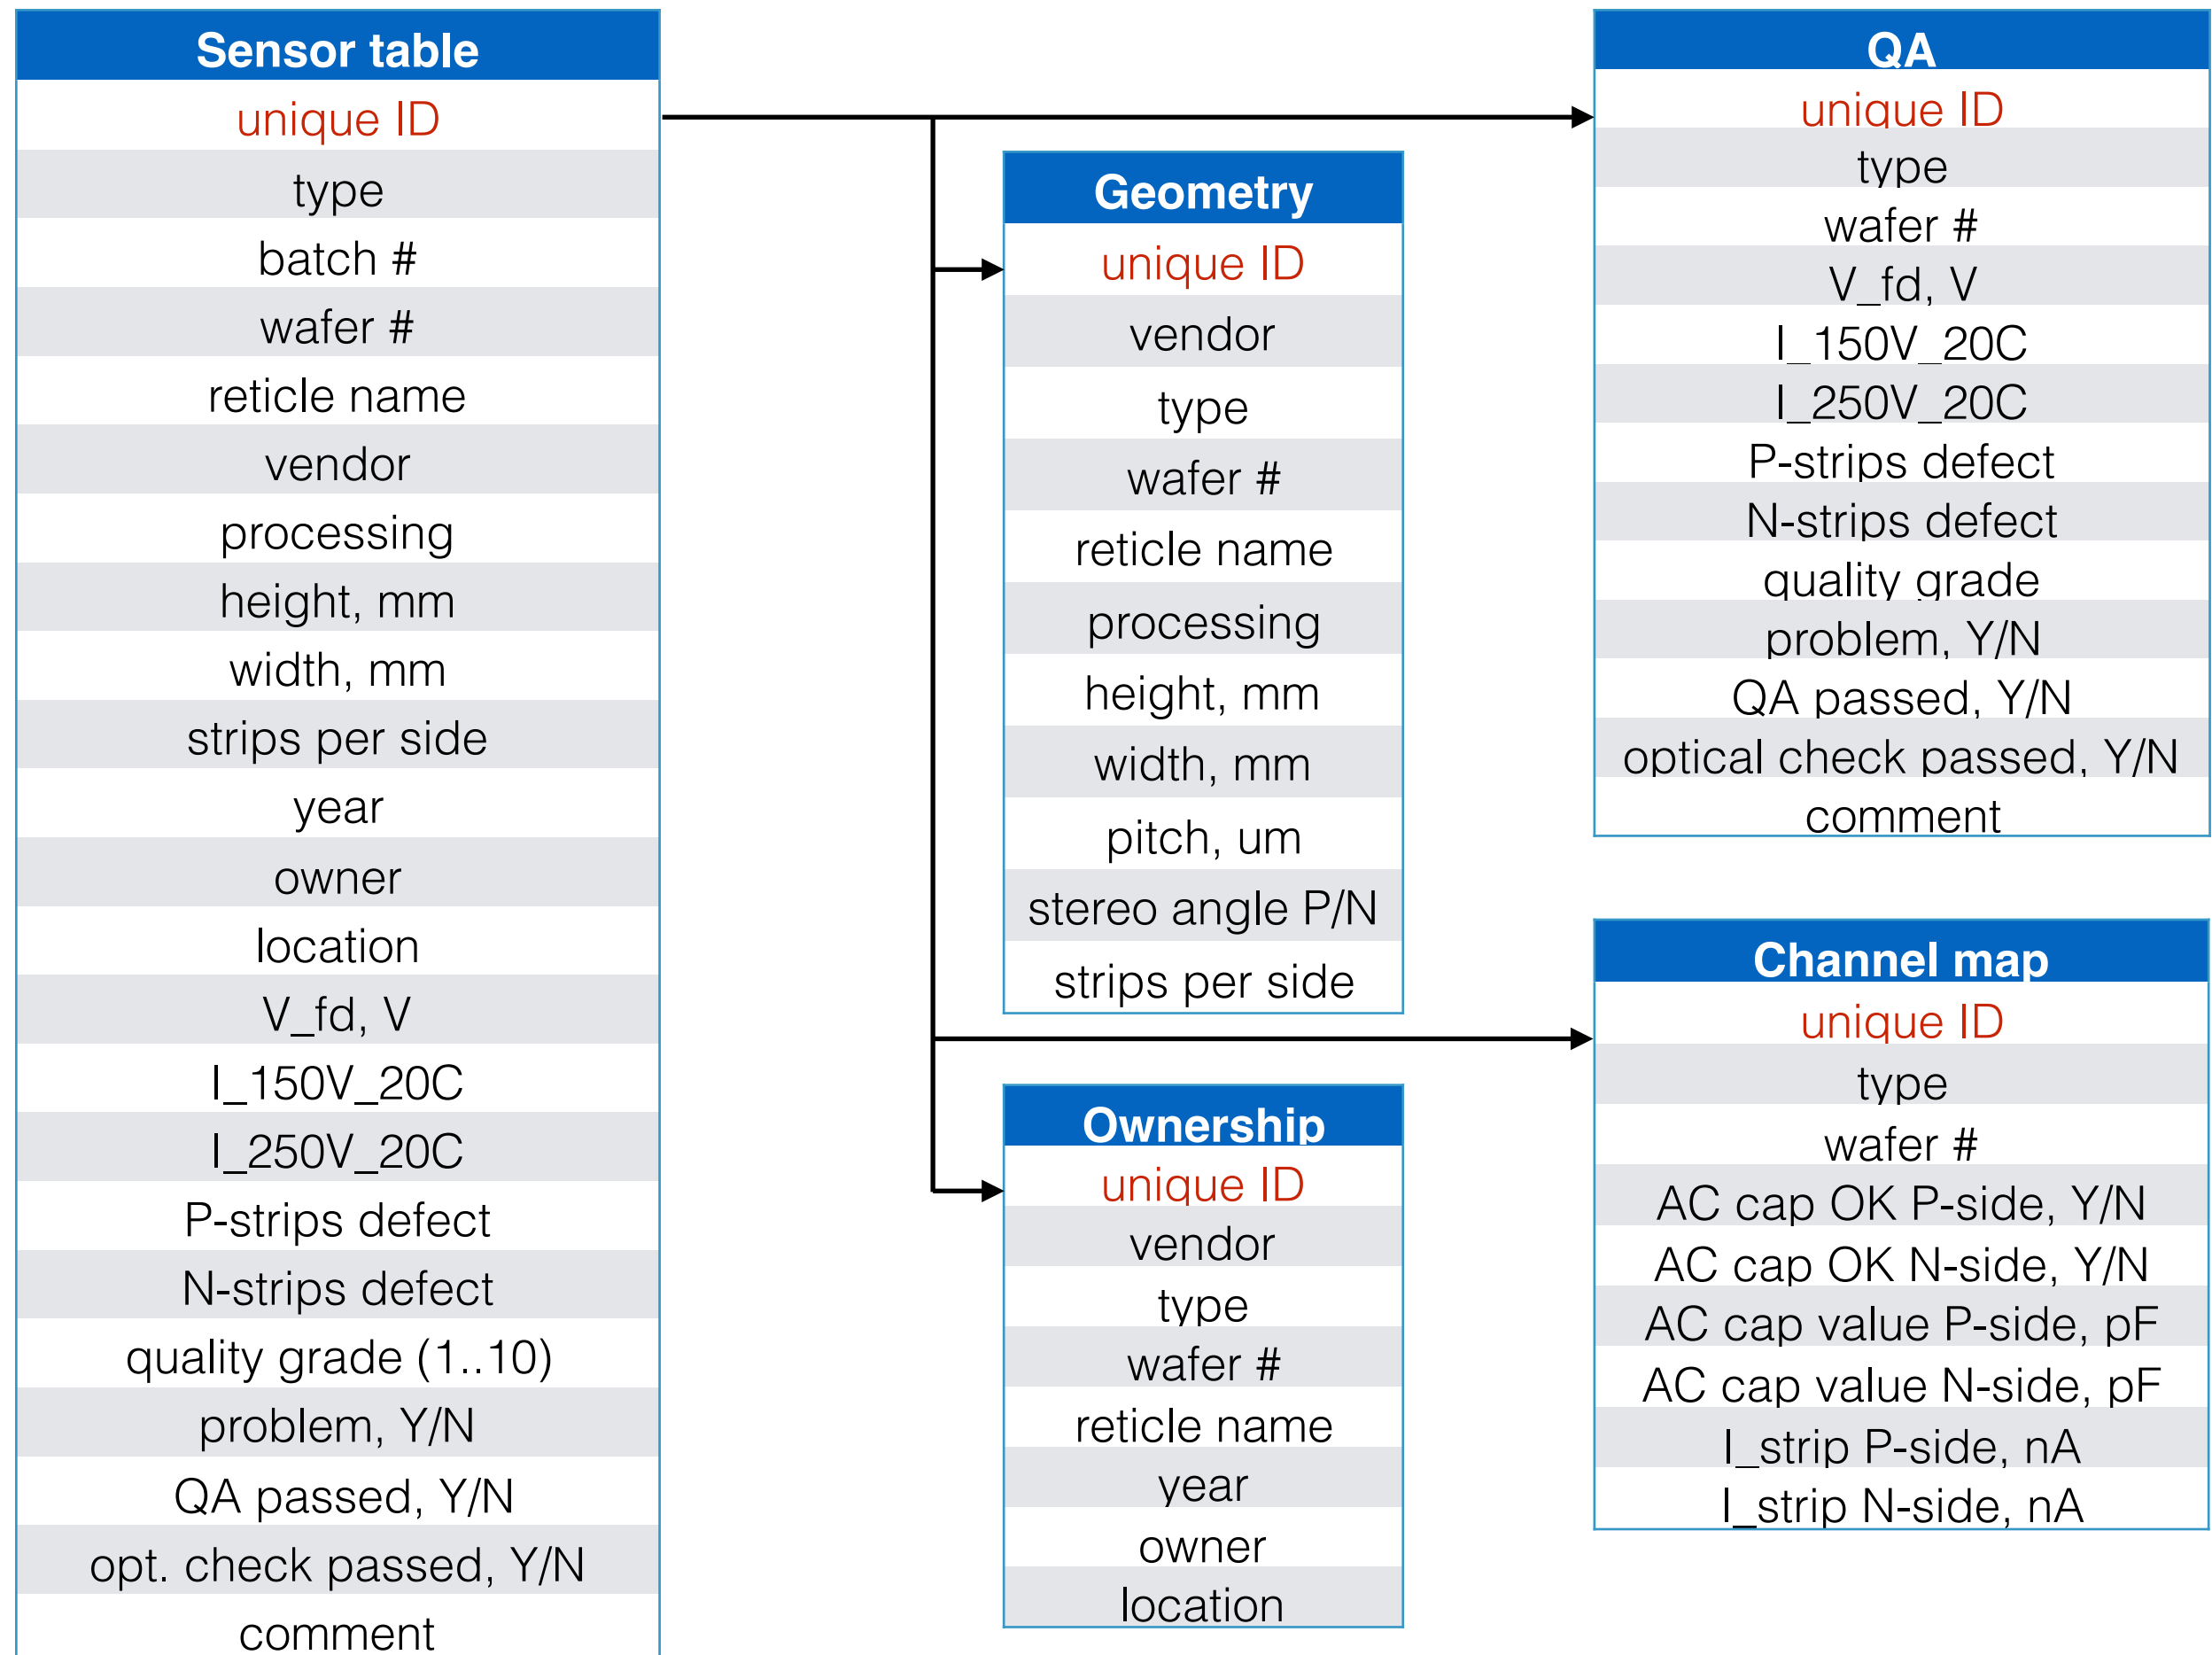 Sensor table
unique ID
type
batch #
wafer #
reticle name
vendor
processing
height, mm
width, mm
strips per side
year
owner
location
V_fd, V
I_150V_20C
I_250V_20C
P-strips defect
N-strips defect
quality grade (1..10)
problem, Y/N
QA passed, Y/N
opt. check passed, Y/N
comment
Geometry
unique ID
vendor
type
wafer #
reticle name
processing
height, mm
width, mm
pitch, um
stereo angle P/N
strips per side
Ownership
unique ID
vendor
type
wafer #
reticle name
year
owner
location
QA
unique ID
type
wafer #
V_fd, V
I_150V_20C
I_250V_20C
P-strips defect
N-strips defect
quality grade
problem, Y/N
QA passed, Y/N
optical check passed, Y/N
comment
Channel map
unique ID
type
wafer #
AC cap OK P-side, Y/N
AC cap OK N-side, Y/N
AC cap value P-side, pF
AC cap value N-side, pF
I_strip P-side, nA
I_strip N-side, nA